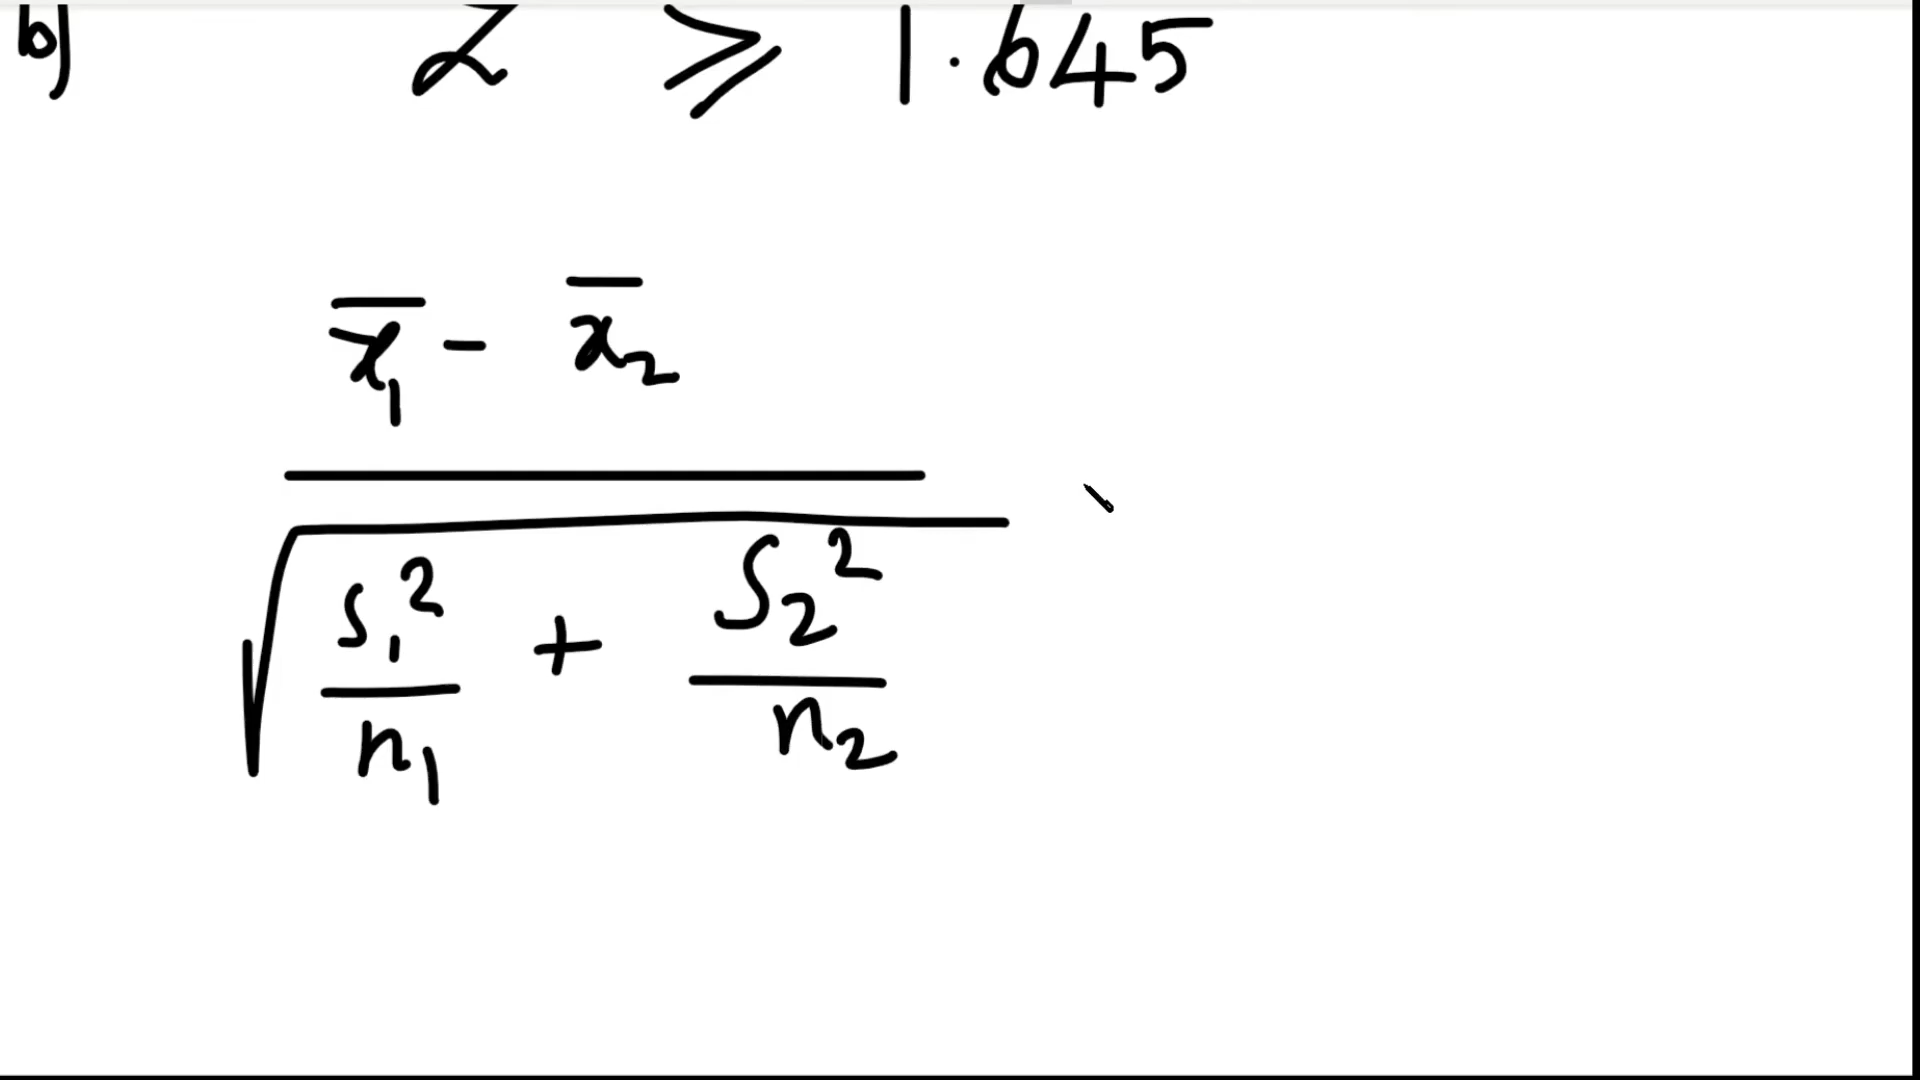 b) Z ⩾ 1.645
x̄₁ - x̄₂
√
S₁² + S₂²
n₁ n₂